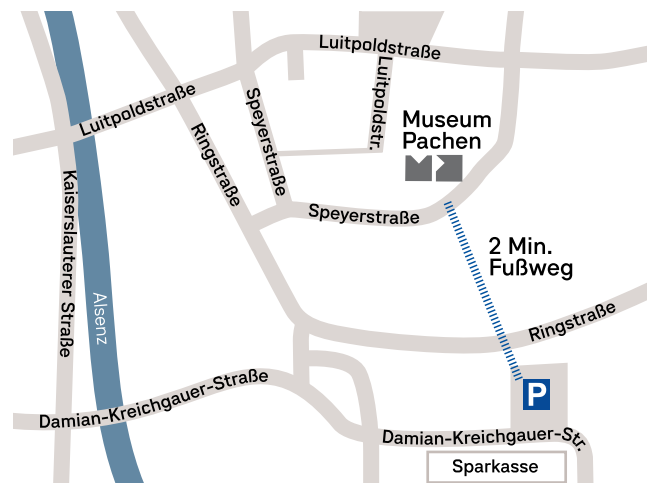 Luitpoldstraße
Luitpoldstraße
Luitpoldstr.
Speyerstraße
Ringstraße
Museum
Pachen
Kaiserslauterer Straße
Speyerstraße
2 Min.
Fußweg
Alsenz
Ringstraße
Damian-Kreichgauer-Straße
P
Damian-Kreichgauer-Str.
Sparkasse